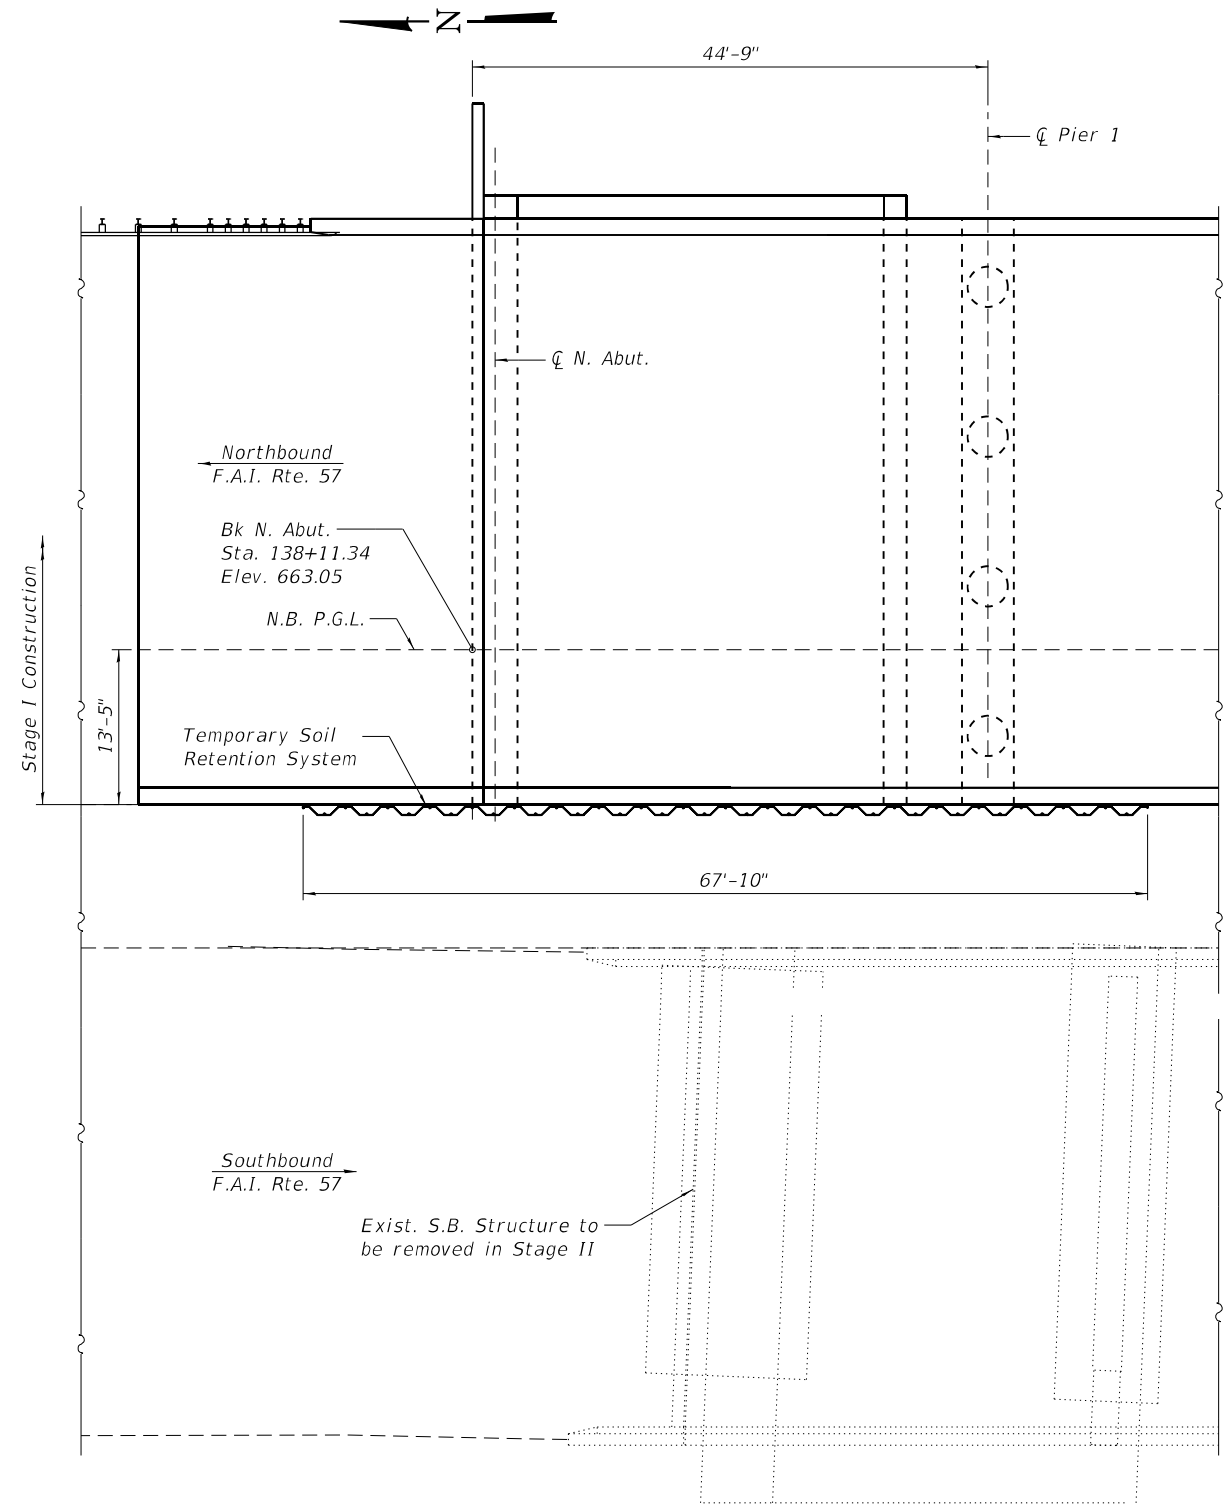 N
44'-9"
℄ Pier 1
℄ N. Abut.
Northbound
F.A.I. Rte. 57
Bk N. Abut.
Sta. 138+11.34
Elev. 663.05
N.B. P.G.L.
Stage I Construction
13'-5"
Temporary Soil
Retention System
67'-10"
Southbound
F.A.I. Rte. 57
Exist. S.B. Structure to
be removed in Stage II